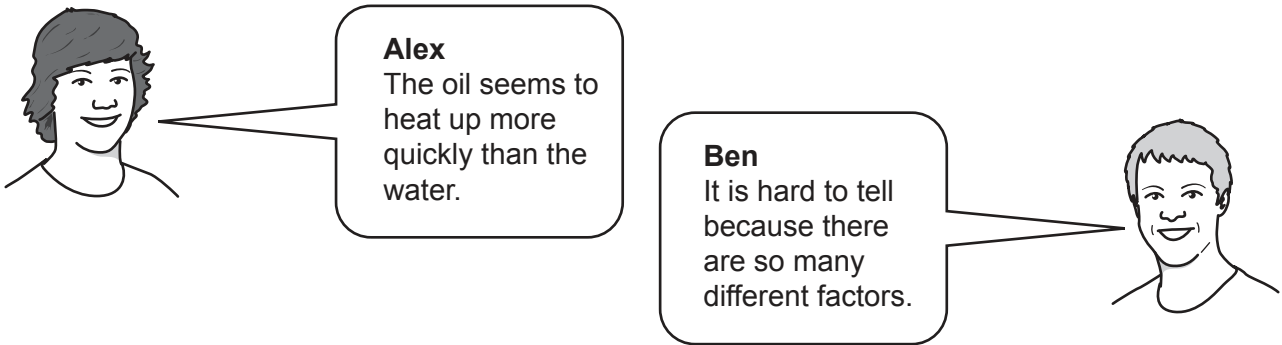 Alex
The oil seems to
heat up more
quickly than the
water.
Ben
It is hard to tell
because there
are so many
different factors.